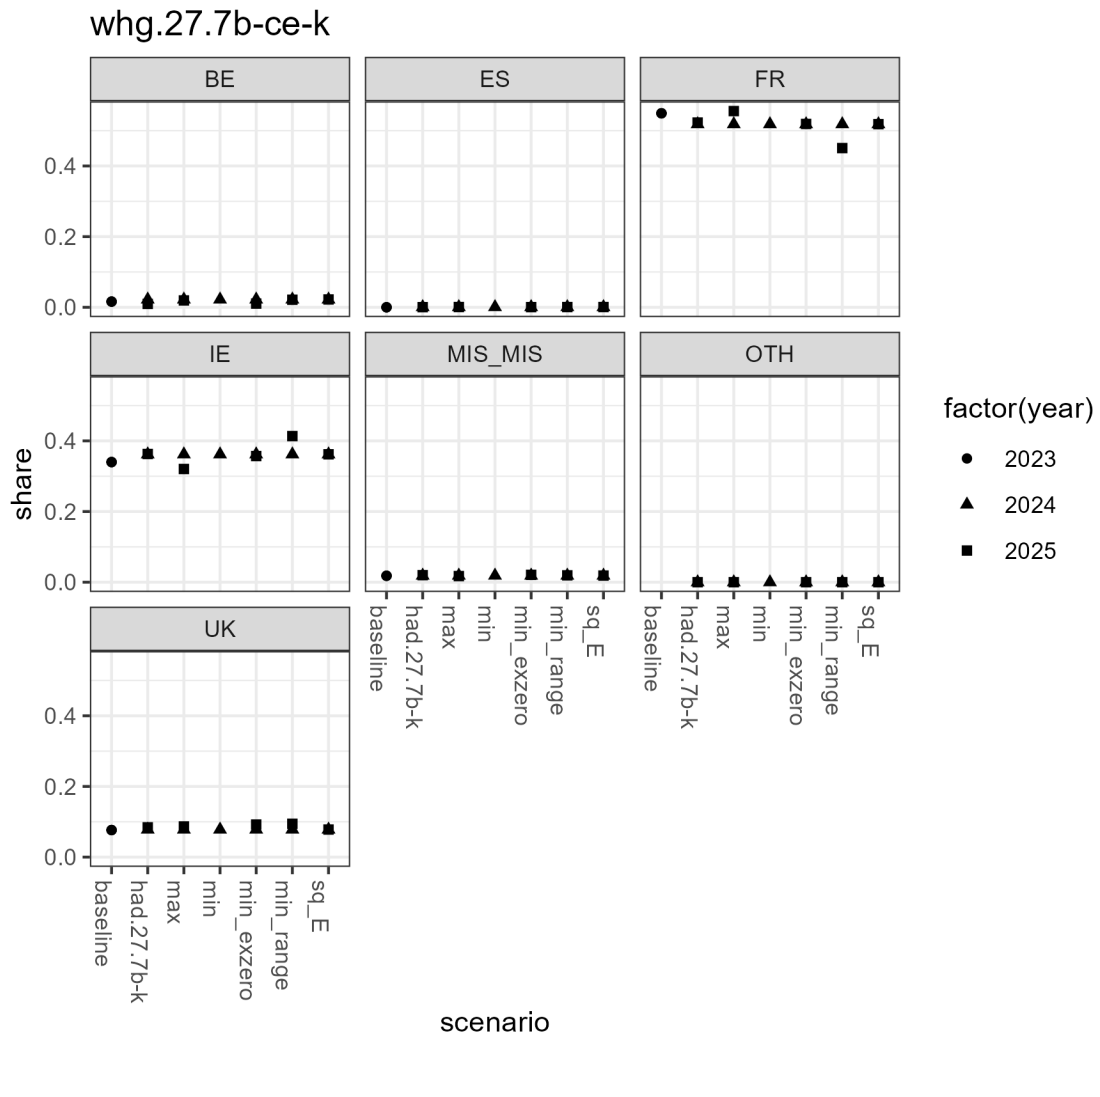 whg.27.7b-ce-k
BE
ES
FR
0.4
0.2
0.0
IE
MIS_MIS
OTH
share
0.4
0.2
0.0
baseline
had.27.7b-k
max
min
min_exzero
min_range
sq_E
baseline
had.27.7b-k
max
min
min_exzero
min_range
sq_E
UK
0.4
0.2
0.0
baseline
had.27.7b-k
max
min
min_exzero
min_range
sq_E
scenario
factor(year)
2023
2024
2025